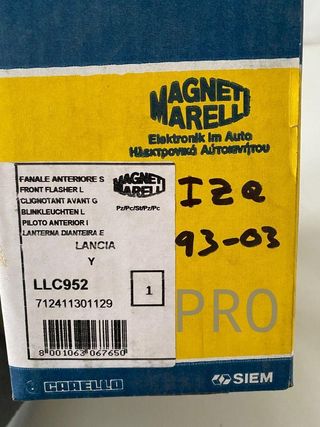 MAGNETI
MARELLI
Elektronik im Auto
Ηλεκτρονικά Αυτοκινήτου
FANALE ANTERIORE S
FRONT FLASHER L
CLIGNOTANT AVANT G
BLINKLEUCHTEN L
PILOTO ANTERIOR I
LANTERNA DIANTEIRA E
MAGNETI
MARELLI
Pz/Pc/St/Pz/Pc
LANCIA
Y
LLC952
712411301129
1
8 001063 067650
IZQ
93-03
PRO
CARELLO
SIEM